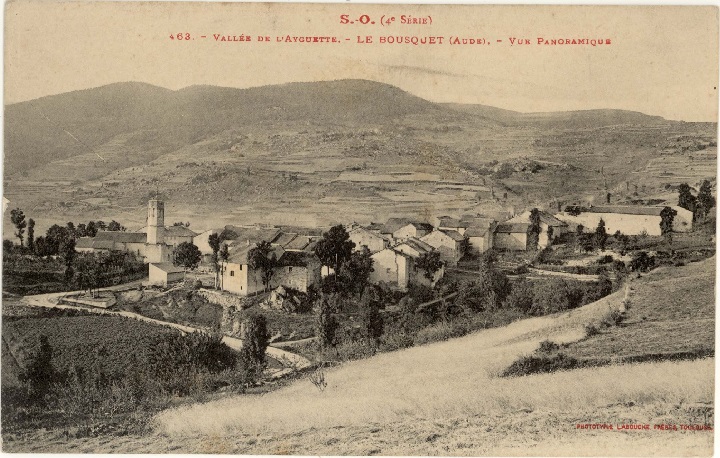 S.-O. (4e Série)
463. - VALLÉE DE L'AYGUETTE. - LE BOUSQUET (AUDE). - VUE PANORAMIQUE
PHOTOTYPIE LABOUCHE FRÈRES, TOULOUSE